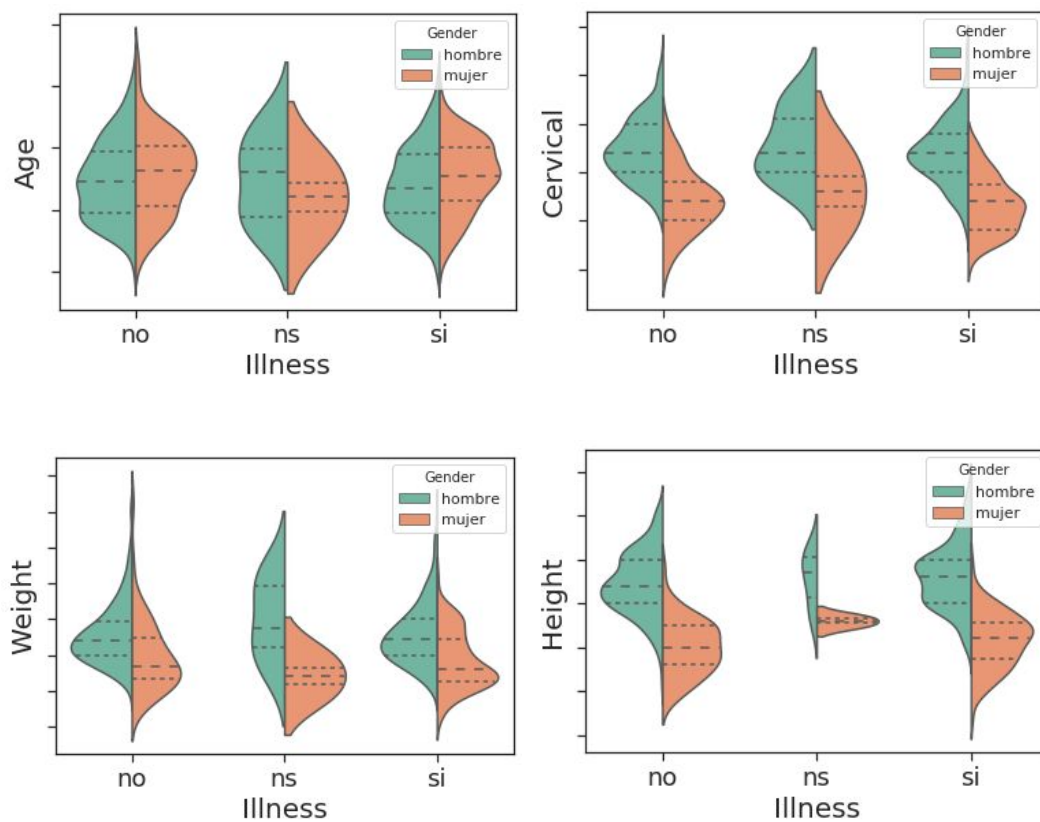 Gender
hombre
mujer
Age
no
ns
si
Illness
Gender
hombre
mujer
Cervical
no
ns
si
Illness
Gender
hombre
mujer
Weight
no
ns
si
Illness
Gender
hombre
mujer
Height
no
ns
si
Illness